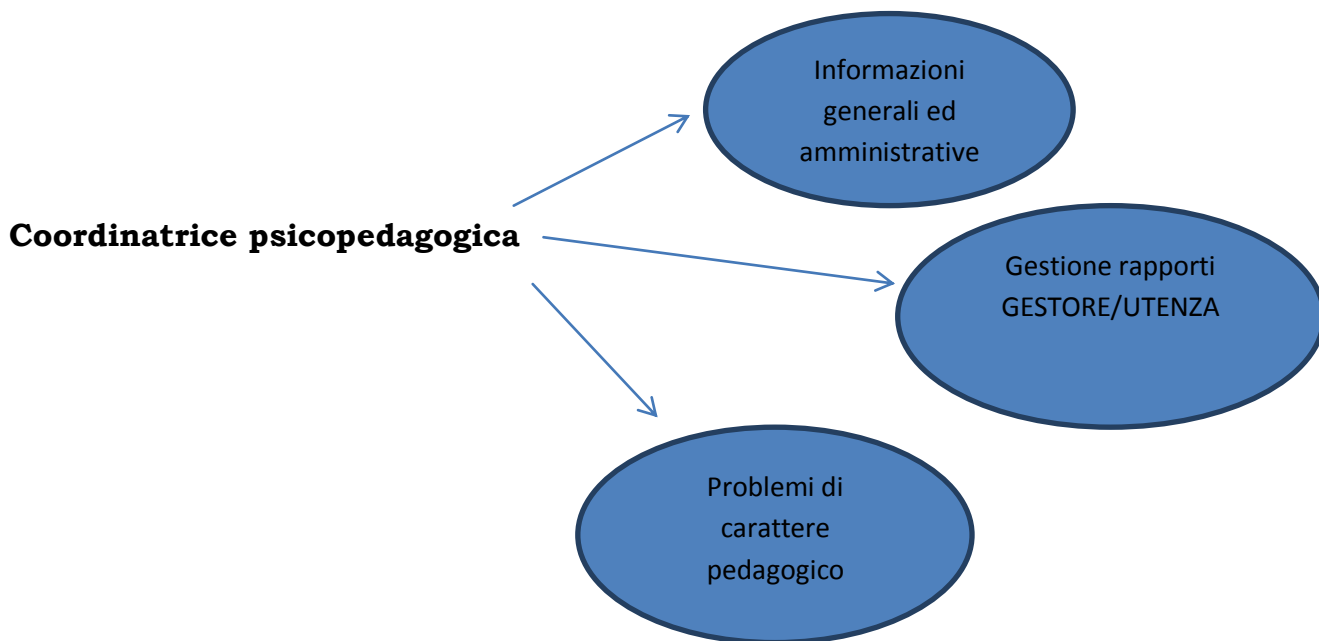 Informazioni
generali ed
amministrative
Coordinatrice psicopedagogica
Gestione rapporti
GESTORE/UTENZA
Problemi di
carattere
pedagogico